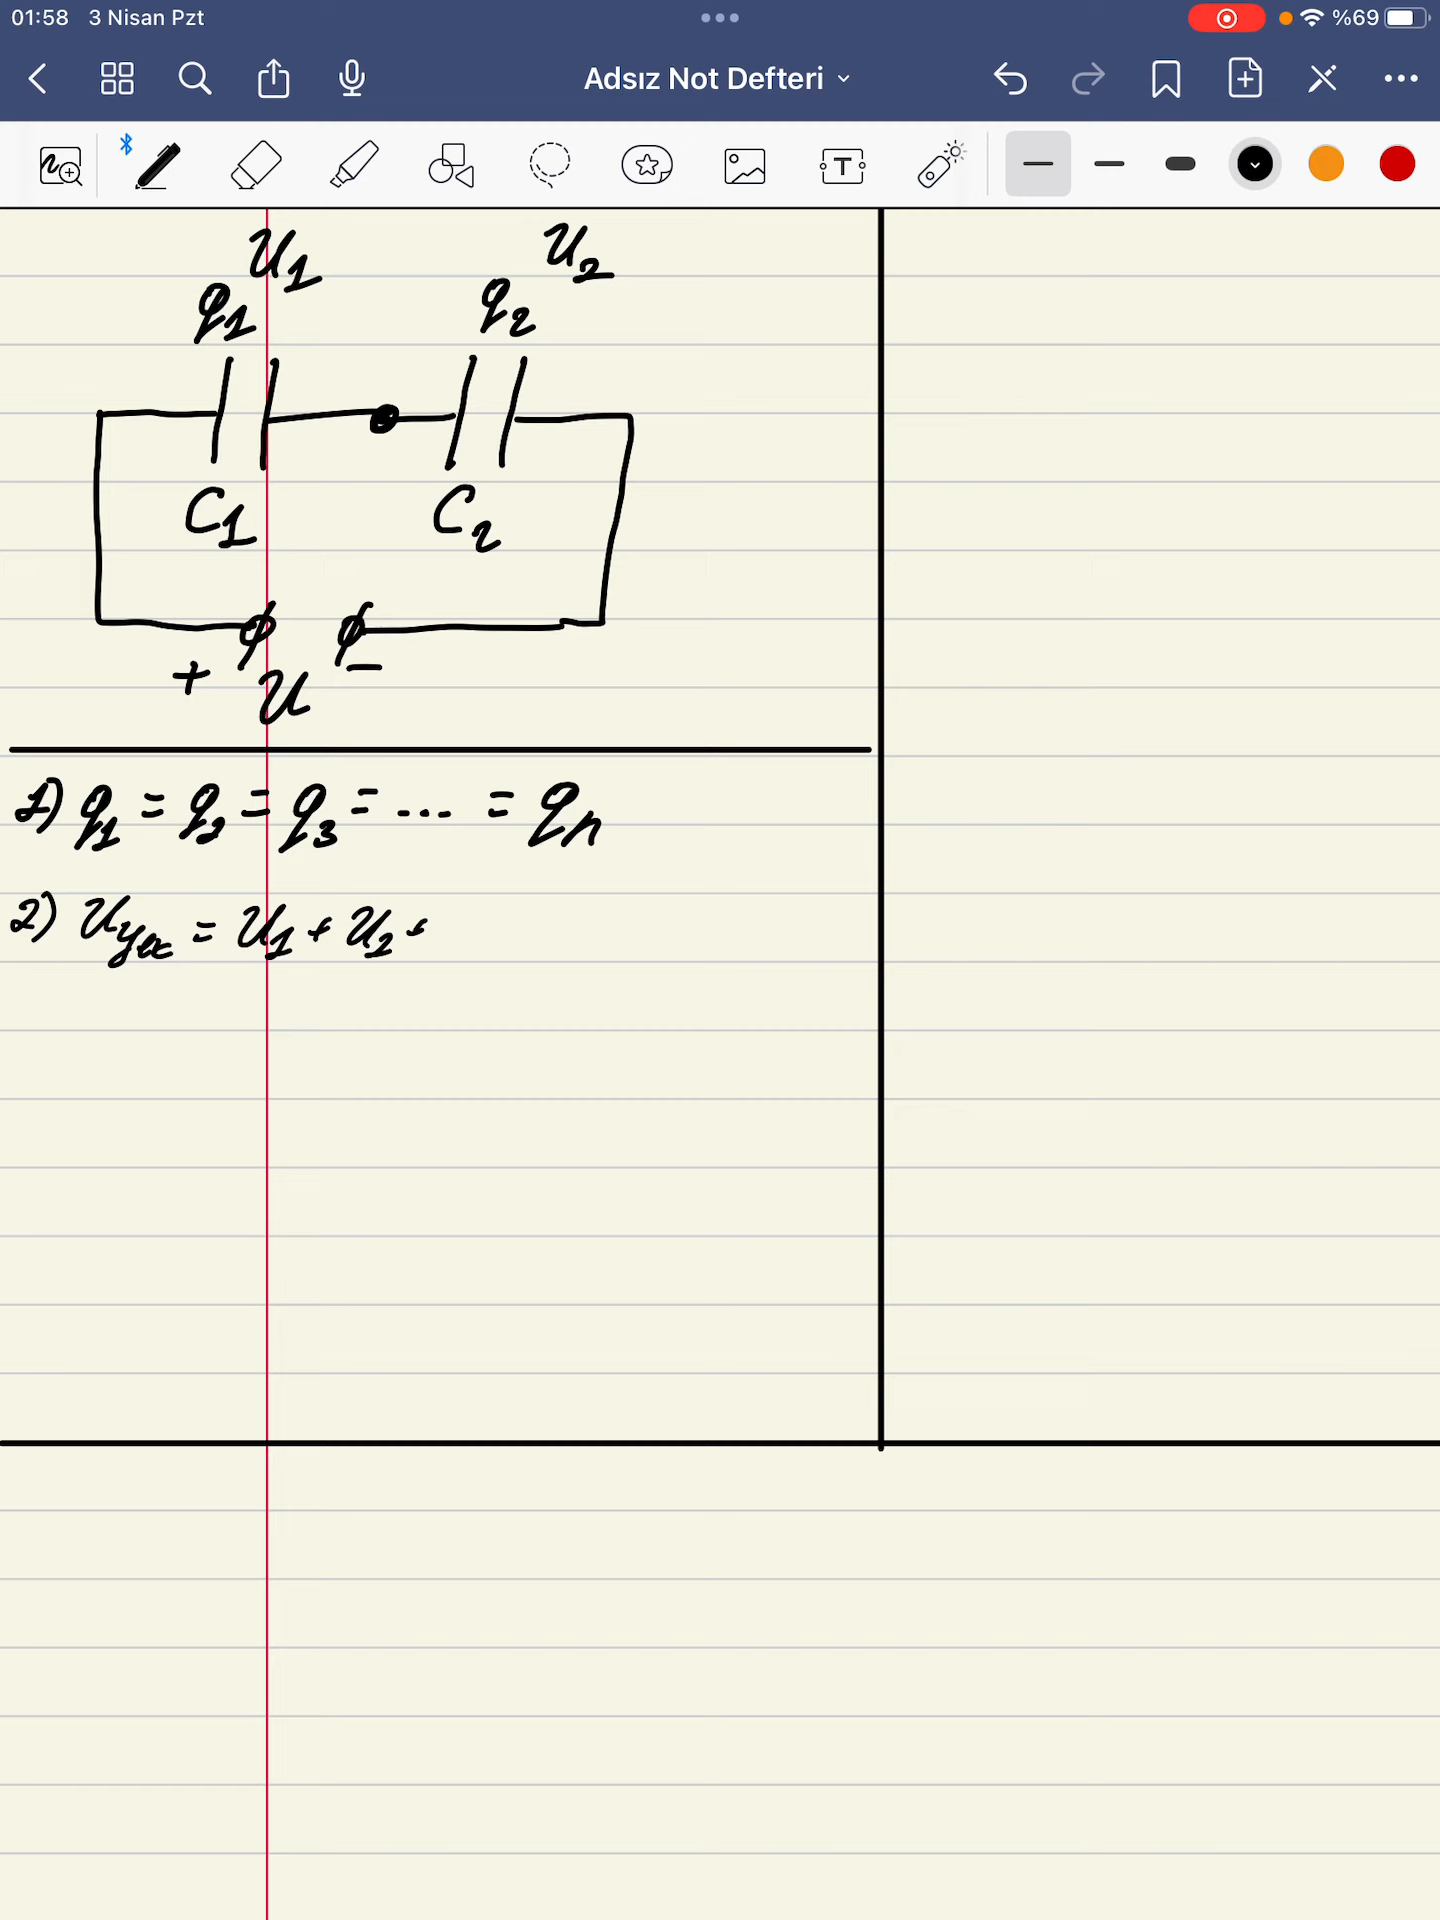 01:58 3 Nisan Pzt %69
Adsız Not Defteri
T
U₁ U₂
q₁ q₂
C₁ C₂
+ −
U
1) q₁ = q₂ = q₃ = ... = qₙ
2) = U₁ + U₂ +